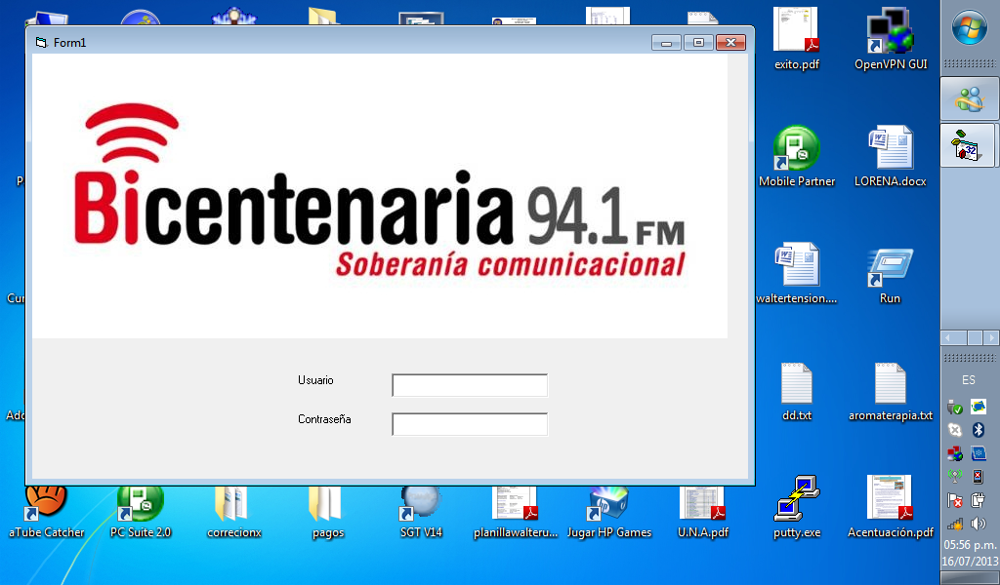 Form1
Bicentenaria 94.1 FM
Soberanía comunicacional
Usuario
Contraseña
exito.pdf
OpenVPN GUI
Mobile Partner
LORENA.docx
waltertension....
Run
dd.txt
aromaterapia.txt
aTube Catcher
PC Suite 2.0
correcionx
pagos
SGT V14
planillawalteru...
Jugar HP Games
U.N.A.pdf
putty.exe
Acentuación.pdf
32
ES
05:56 p.m.
16/07/2013